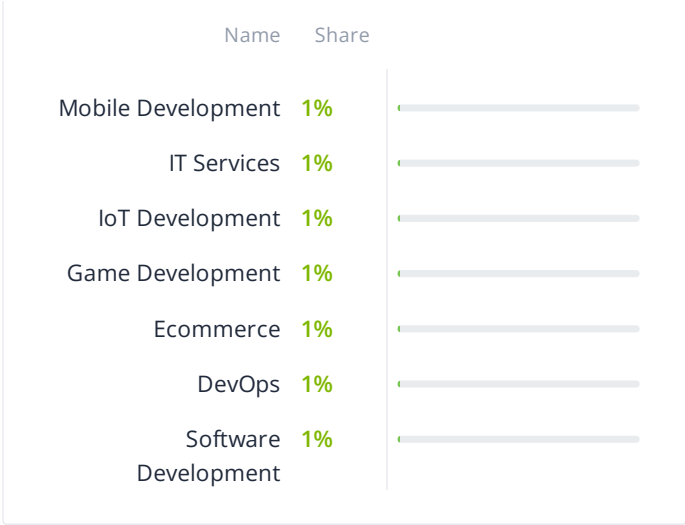 Name Share
Mobile Development 1%
IT Services 1%
IoT Development 1%
Game Development 1%
Ecommerce 1%
DevOps 1%
Software 1%
Development